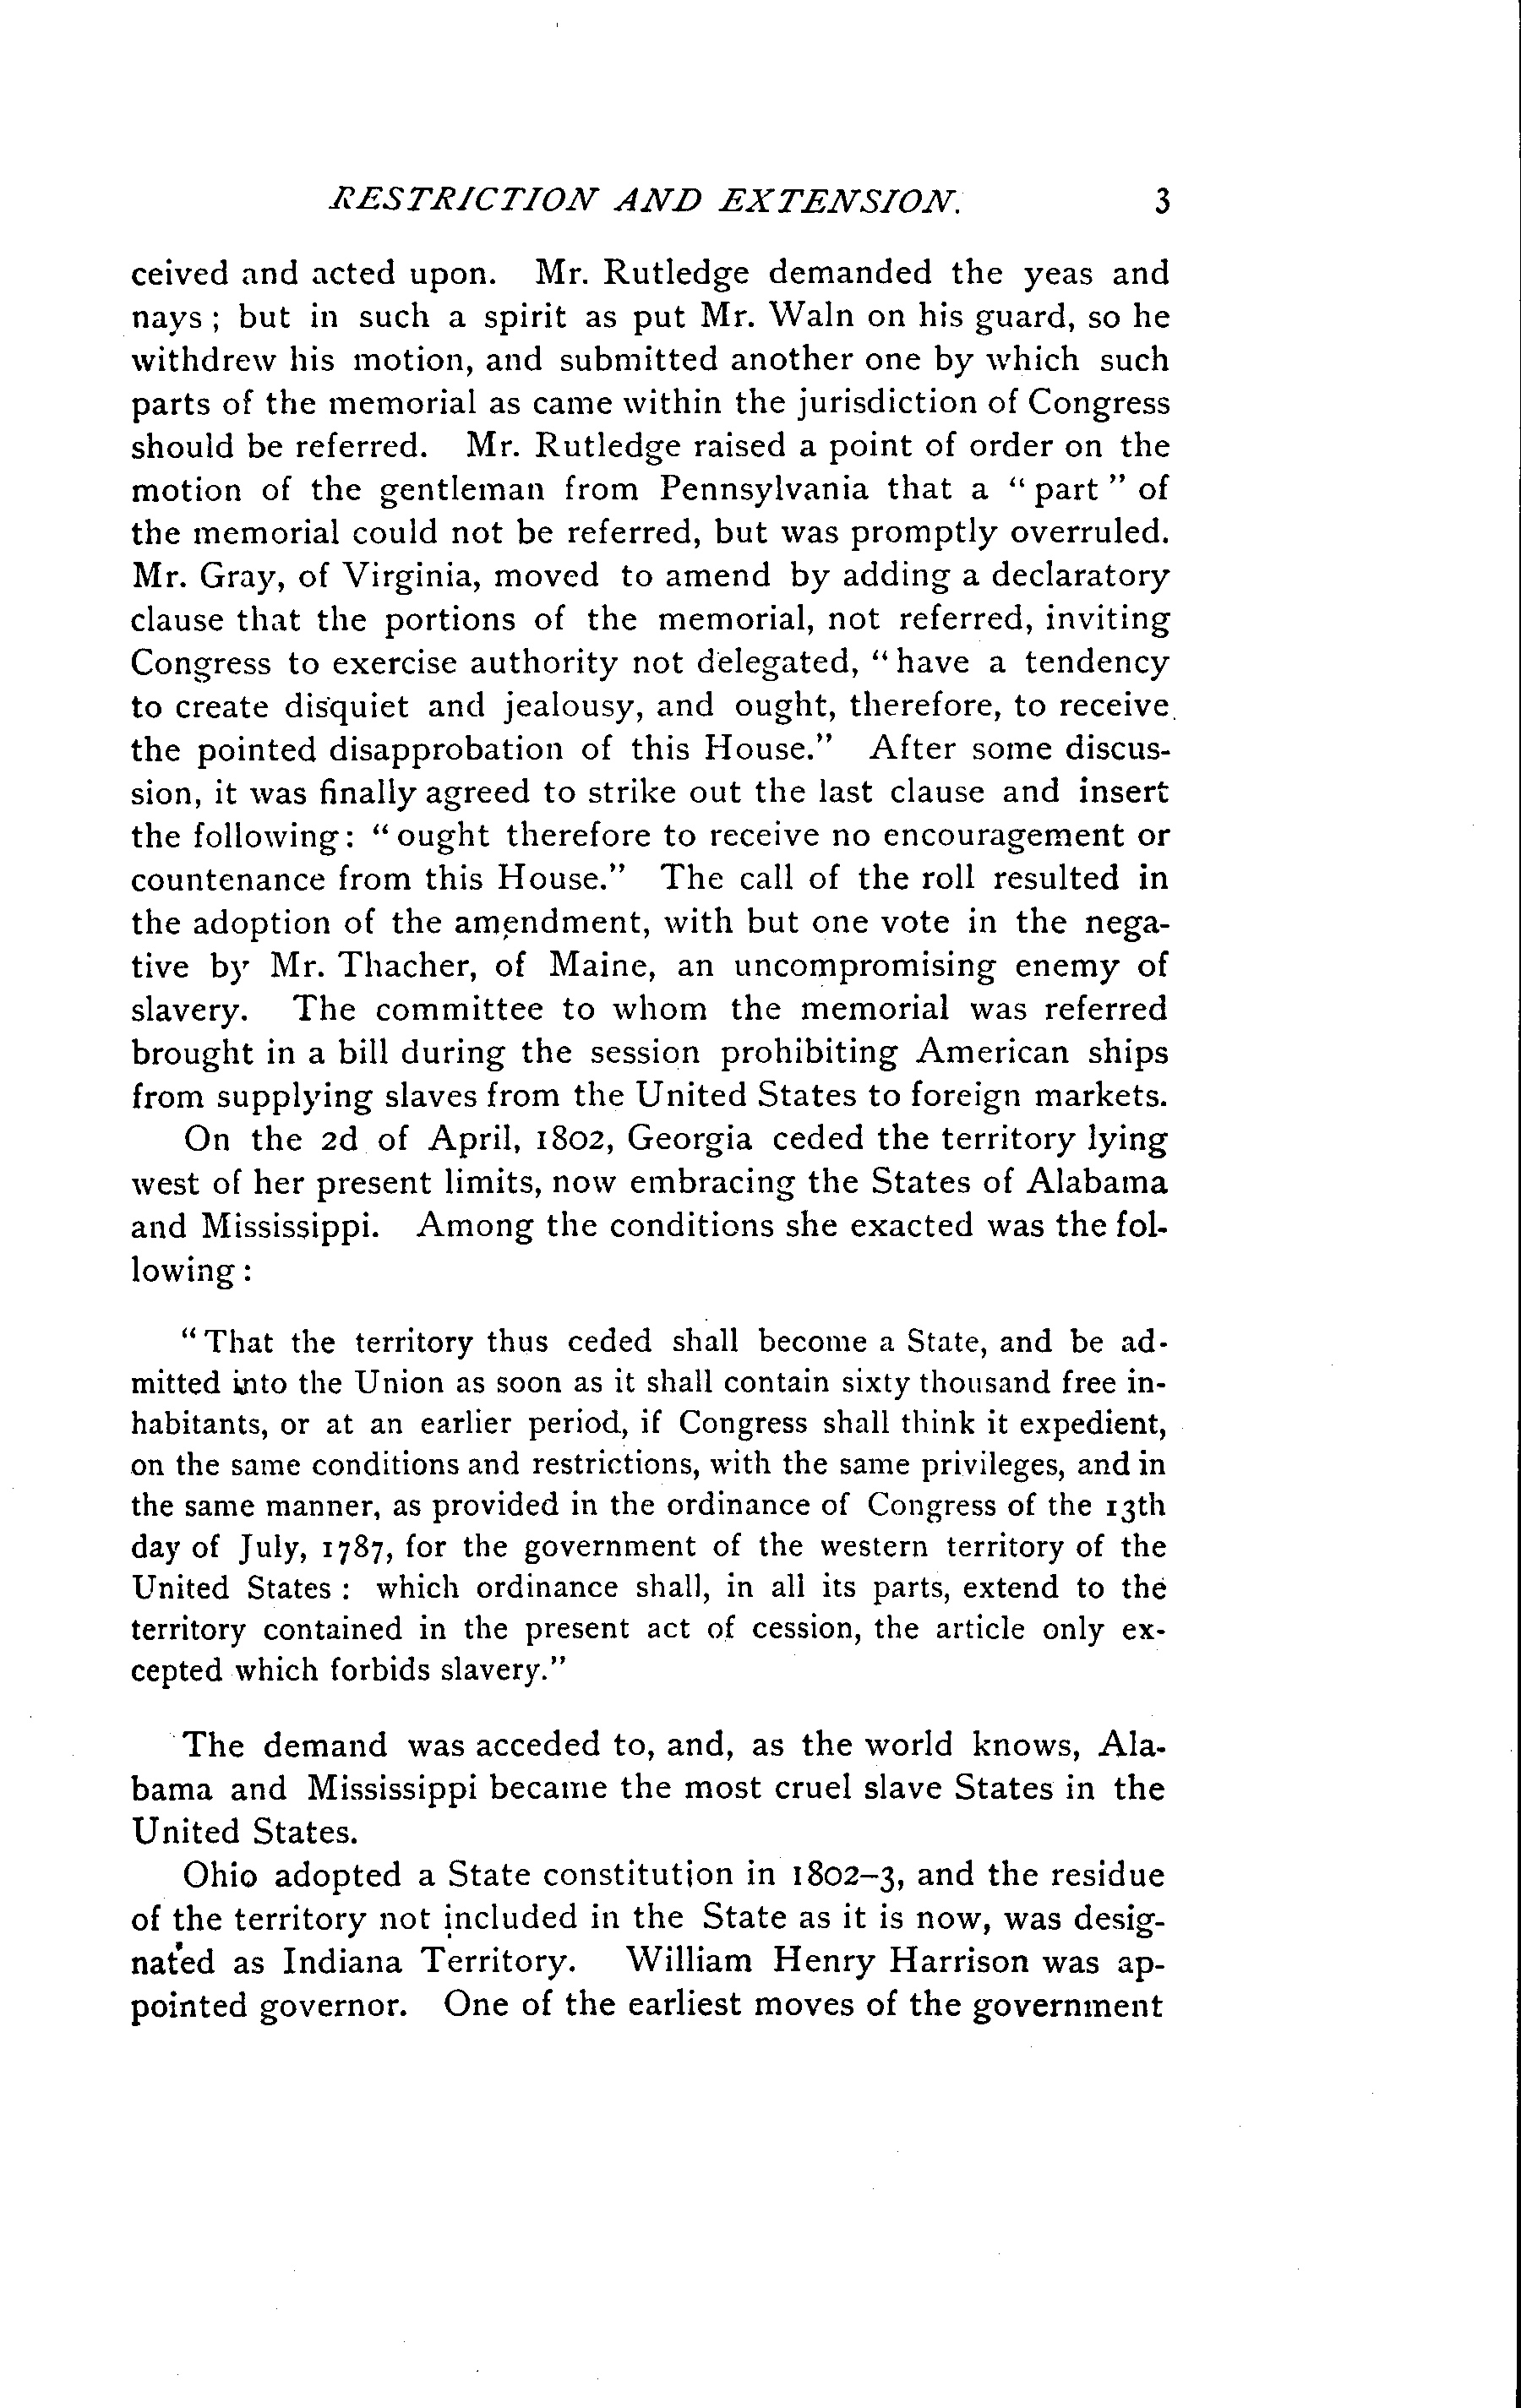 RESTRICTION AND EXTENSION. 3
ceived and acted upon. Mr. Rutledge demanded the yeas and
nays ; but in such a spirit as put Mr. Waln on his guard, so he
withdrew his motion, and submitted another one by which such
parts of the memorial as came within the jurisdiction of Congress
should be referred. Mr. Rutledge raised a point of order on the
motion of the gentleman from Pennsylvania that a " part " of
the memorial could not be referred, but was promptly overruled.
Mr. Gray, of Virginia, moved to amend by adding a declaratory
clause that the portions of the memorial, not referred, inviting
Congress to exercise authority not delegated, " have a tendency
to create disquiet and jealousy, and ought, therefore, to receive
the pointed disapprobation of this House." After some discus-
sion, it was finally agreed to strike out the last clause and insert
the following : " ought therefore to receive no encouragement or
countenance from this House." The call of the roll resulted in
the adoption of the amendment, with but one vote in the nega-
tive by Mr. Thacher, of Maine, an uncompromising enemy of
slavery. The committee to whom the memorial was referred
brought in a bill during the session prohibiting American ships
from supplying slaves from the United States to foreign markets.
On the 2d of April, 1802, Georgia ceded the territory lying
west of her present limits, now embracing the States of Alabama
and Mississippi. Among the conditions she exacted was the fol-
lowing :
" That the territory thus ceded shall become a State, and be ad-
mitted into the Union as soon as it shall contain sixty thousand free in-
habitants, or at an earlier period, if Congress shall think it expedient,
on the same conditions and restrictions, with the same privileges, and in
the same manner, as provided in the ordinance of Congress of the 13th
day of July, 1787, for the government of the western territory of the
United States : which ordinance shall, in all its parts, extend to the
territory contained in the present act of cession, the article only ex-
cepted which forbids slavery."
The demand was acceded to, and, as the world knows, Ala-
bama and Mississippi became the most cruel slave States in the
United States.
Ohio adopted a State constitution in 1802-3, and the residue
of the territory not included in the State as it is now, was desig-
nated as Indiana Territory. William Henry Harrison was ap-
pointed governor. One of the earliest moves of the government